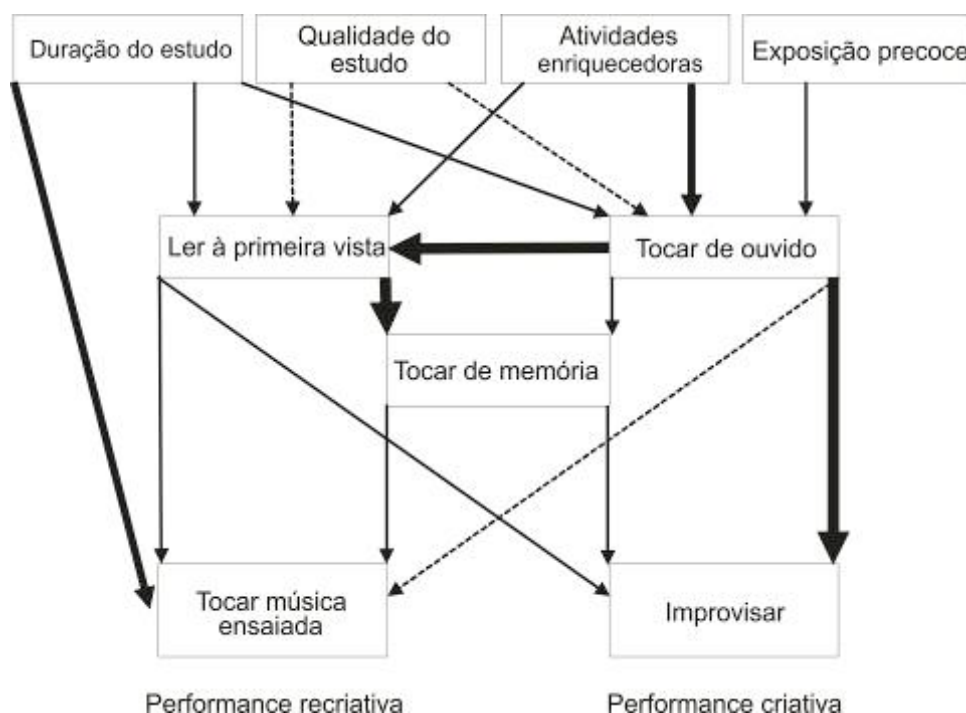 Duração do estudo
Qualidade do
estudo
Atividades
enriquecedoras
Exposição precoce
Ler à primeira vista
Tocar de ouvido
Tocar de memória
Tocar música
ensaiada
Improvisar
Performance recriativa
Performance criativa